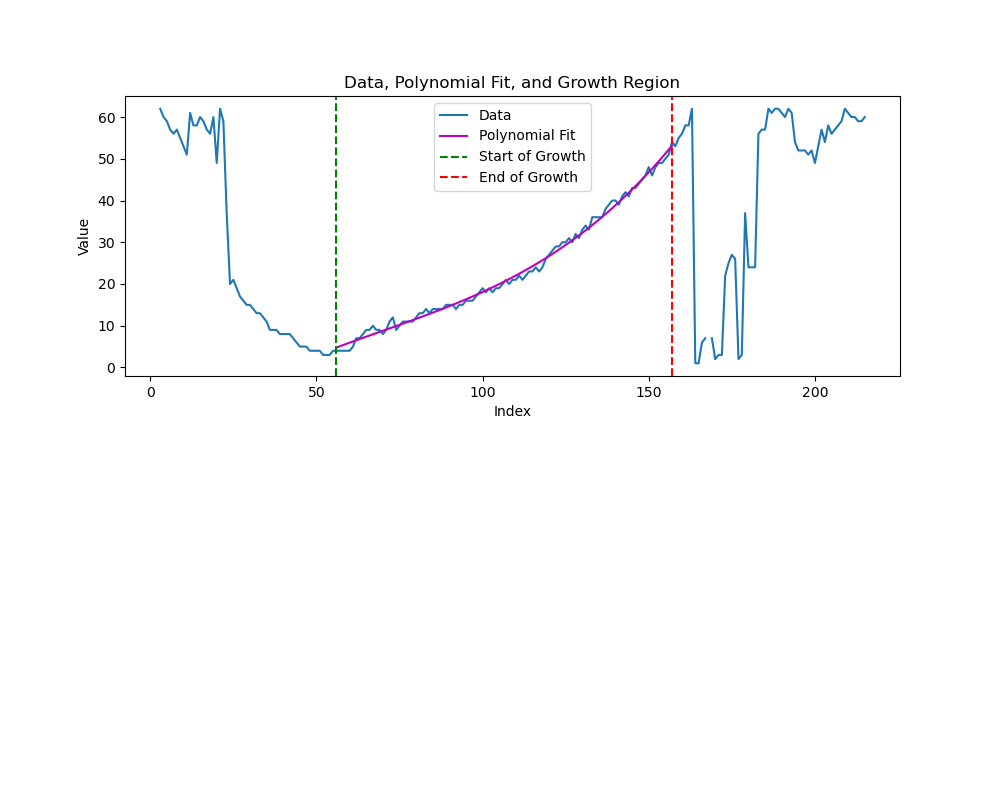 Data, Polynomial Fit, and Growth Region
Data
Polynomial Fit
Start of Growth
End of Growth
60
50
40
30
20
10
0
Value
0 50 100 150 200
Index